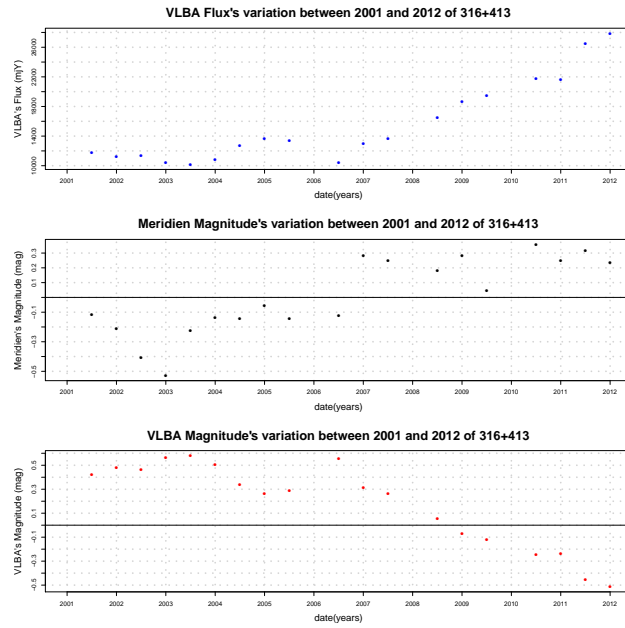 VLBA Flux's variation between 2001 and 2012 of 316+413
VLBA's Flux (mjY)
26000
22000
18000
14000
10000
2001 2002 2003 2004 2005 2006 2007 2008 2009 2010 2011 2012
date(years)
Meridien Magnitude's variation between 2001 and 2012 of 316+413
Meridien's Magnitude (mag)
0.3
0.1
-0.1
-0.5
2001 2002 2003 2004 2005 2006 2007 2008 2009 2010 2011 2012
date(years)
VLBA Magnitude's variation between 2001 and 2012 of 316+413
VLBA's Magnitude (mag)
0.5
0.3
0.1
-0.1
-0.3
-0.5
2001 2002 2003 2004 2005 2006 2007 2008 2009 2010 2011 2012
date(years)